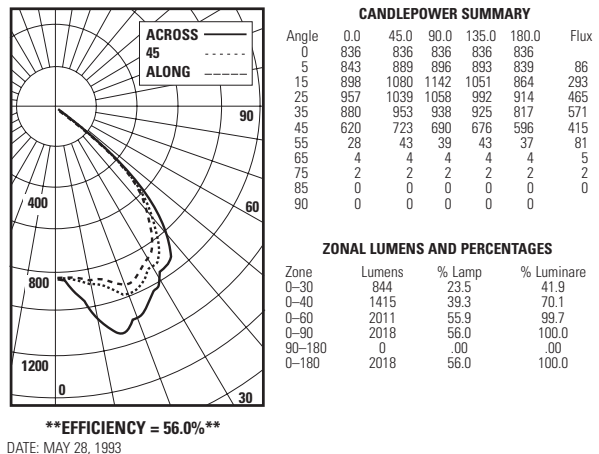 ACROSS
45
ALONG
90
60
400
800
1200
0
30
**EFFICIENCY = 56.0%**
DATE: MAY 28, 1993
CANDLEPOWER SUMMARY
Angle 0.0 45.0 90.0 135.0 180.0 Flux
0 836 836 836 836 836
5 843 889 896 893 839 86
15 898 1080 1142 1051 864 293
25 957 1039 1058 992 914 465
35 880 953 938 925 817 571
45 620 723 690 676 596 415
55 28 43 39 43 37 81
65 4 4 4 4 4 5
75 2 2 2 2 2 2
85 0 0 0 0 0 0
90 0 0 0 0 0
ZONAL LUMENS AND PERCENTAGES
Zone Lumens % Lamp % Luminare
0–30 844 23.5 41.9
0–40 1415 39.3 70.1
0–60 2011 55.9 99.7
0–90 2018 56.0 100.0
90–180 0 .00 .00
0–180 2018 56.0 100.0